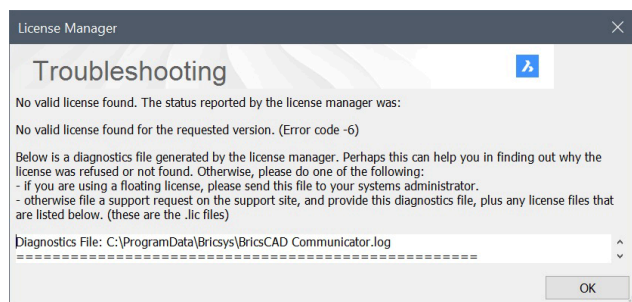 License Manager
Troubleshooting
No valid license found. The status reported by the license manager was:
No valid license found for the requested version. (Error code -6)
Below is a diagnostics file generated by the license manager. Perhaps this can help you in finding out why the
license was refused or not found. Otherwise, please do one of the following:
- if you are using a floating license, please send this file to your systems administrator.
- otherwise file a support request on the support site, and provide this diagnostics file, plus any license files that
are listed below. (these are the .lic files)
Diagnostics File: C:\ProgramData\Bricsys\BricsCAD Communicator.log
===================================================
OK